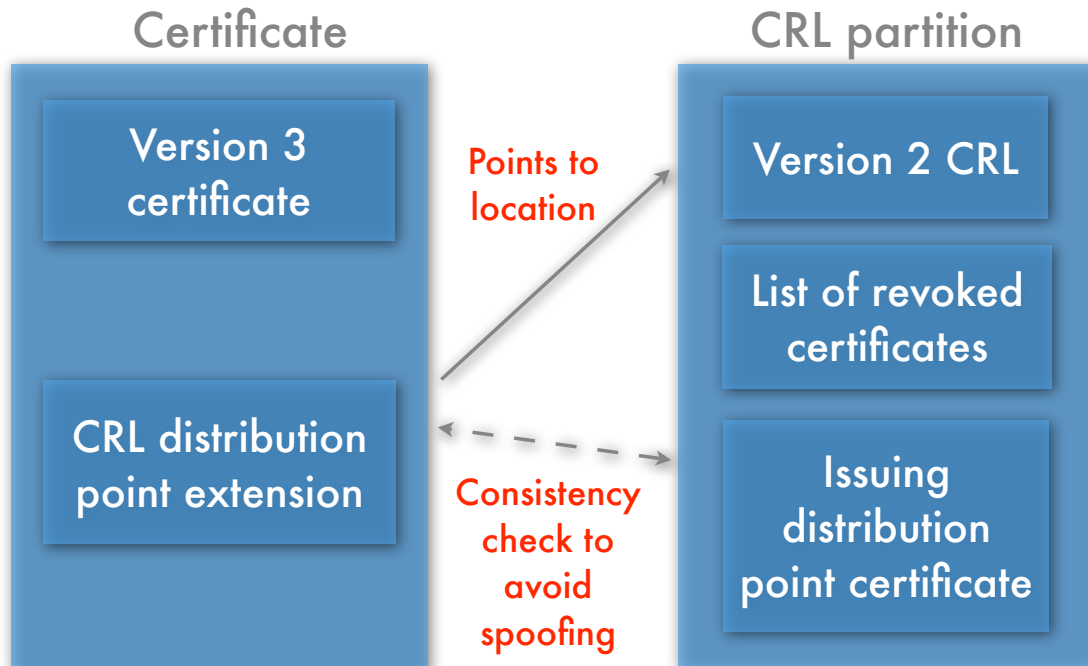 Certificate
CRL partition
Version 3
certificate
CRL distribution
point extension
Points to
location
Consistency
check to
avoid
spoofing
Version 2 CRL
List of revoked
certificates
Issuing
distribution
point certificate